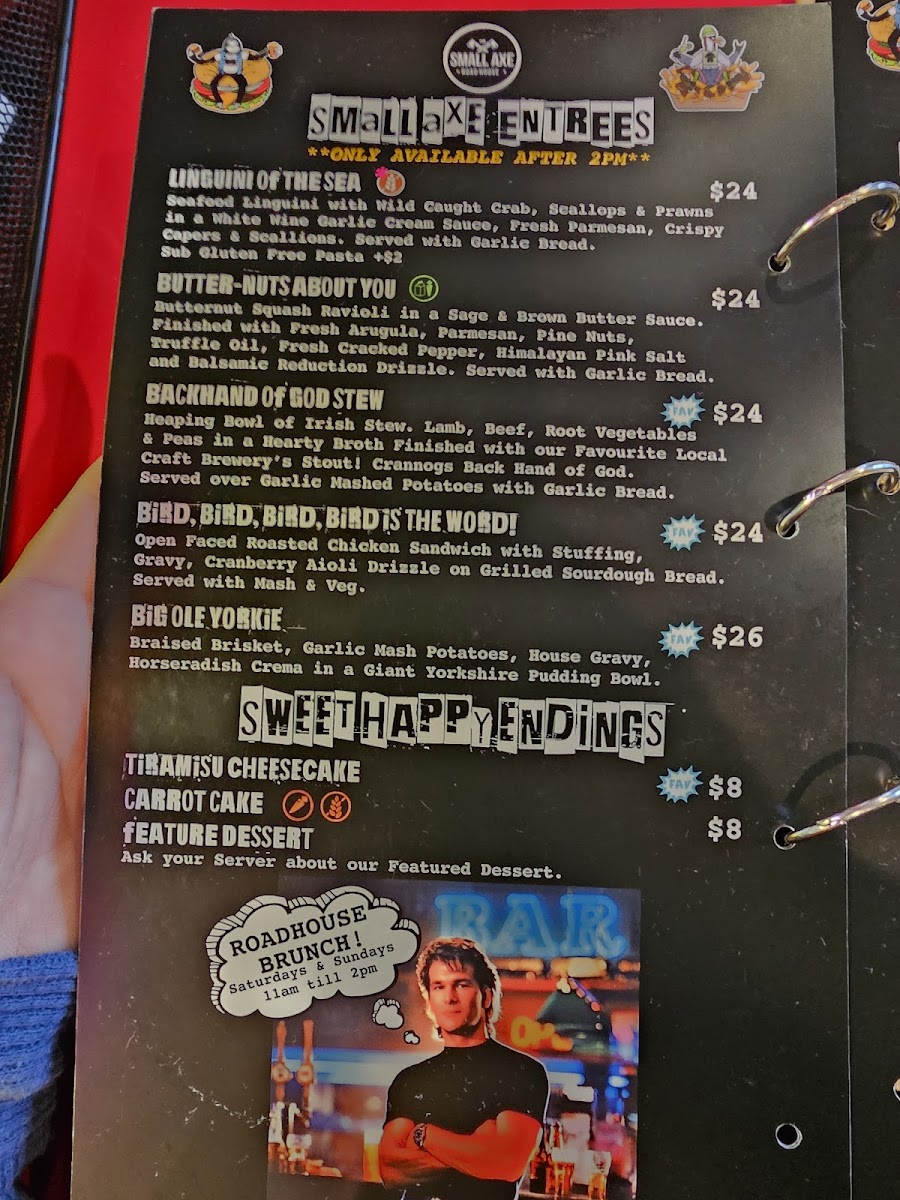 SMALL AXE
ROADHOUSE
SMALL AXE ENTREES
**ONLY AVAILABLE AFTER 2PM**
LINGUINI OF THE SEA $24
Seafood Linguini with Wild Caught Crab, Scallops & Prawns
in a White Wine Garlic Cream Sauce, Fresh Parmesan, Crispy
Capers & Scallions. Served with Garlic Bread.
Sub Gluten Free Pasta +$2
BUTTER-NUTS ABOUT YOU $24
Butternut Squash Ravioli in a Sage & Brown Butter Sauce.
Finished with Fresh Arugula, Parmesan, Pine Nuts,
Truffle Oil, Fresh Cracked Pepper, Himalayan Pink Salt
and Balsamic Reduction Drizzle. Served with Garlic Bread.
BACKHAND OF GOD STEW FAV $24
Heaping Bowl of Irish Stew. Lamb, Beef, Root Vegetables
& Peas in a Hearty Broth Finished with our Favourite Local
Craft Brewery's Stout! Crannogs Back Hand of God.
Served over Garlic Mashed Potatoes with Garlic Bread.
BIRD, BIRD, BIRD, BIRD IS THE WORD! FAV $24
Open Faced Roasted Chicken Sandwich with Stuffing,
Gravy, Cranberry Aioli Drizzle on Grilled Sourdough Bread.
Served with Mash & Veg.
BIG OLE YORKIE FAV $26
Braised Brisket, Garlic Mash Potatoes, House Gravy,
Horseradish Crema in a Giant Yorkshire Pudding Bowl.
SWEET HAPPY ENDINGS
TIRAMISU CHEESECAKE FAV $8
CARROT CAKE $8
FEATURE DESSERT
Ask your Server about our Featured Dessert.
BAR
ROADHOUSE
BRUNCH!
Saturdays & Sundays
11am till 2pm